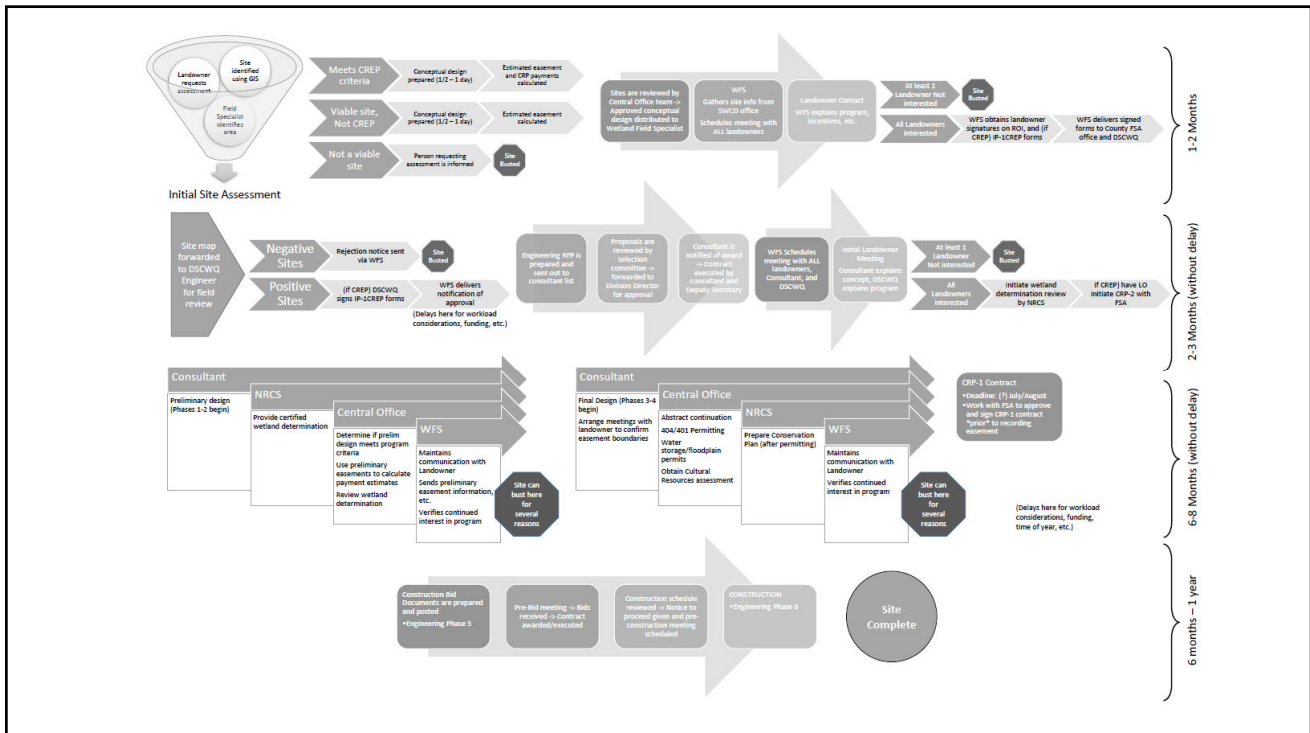 Landowner
requests
assessment
Site
identified
using GIS
Field
Specialist
identifies
area
Initial Site Assessment
Meets CREP
criteria
Conceptual design
prepared (1/2 – 1 day)
Estimated easement
and CRP payments
calculated
Viable site,
Not CREP
Conceptual design
prepared (1/2 – 1 day)
Estimated easement
calculated
Not a viable
site
Person requesting
assessment is informed
Site
Busted
Sites are reviewed by
Central Office team ->
Approved conceptual
design distributed to
Wetland Field Specialist
WFS
Gathers site info from
SWCD office
Schedules meeting with
ALL landowners
Landowner Contact
WFS explains program,
incentives, etc.
At least 1
Landowner Not
interested
Site
Busted
All Landowners
interested
WFS obtains landowner
signatures on ROI, and (if
CREP) IP-1CREP forms
WFS delivers signed
forms to County FSA
office and DSCWQ
1-2 Months
Site map
forwarded
to DSCWQ
Engineer
for field
review
Negative
Sites
Rejection notice sent
via WFS
Site
Busted
Positive
Sites
(if CREP) DSCWQ
signs IP-1CREP forms
WFS delivers
notification of
approval
(Delays here for workload
considerations, funding, etc.)
Engineering RFP is
prepared and
sent out to
consultant list
Proposals are
reviewed by
selection
committee ->
forwarded to
Division Director
for approval
Consultant is
notified of award
-> Contract
executed by
consultant and
Deputy Secretary
WFS Schedules
meeting with ALL
landowners,
Consultant, and
DSCWQ
Initial Landowner
Meeting
Consultant explains
concept, DSCWQ
explains program
At least 1
Landowner
Not interested
Site
Busted
All
Landowners
interested
Initiate wetland
determination review
by NRCS
if CREP) have LO
initiate CRP-2 with
FSA
2-3 Months (without delay)
Consultant
Preliminary design
(Phases 1-2 begin)
NRCS
Provide certified
wetland determination
Central Office
Determine if prelim
design meets program
criteria
Use preliminary
easements to calculate
payment estimates
Review wetland
determination
WFS
Maintains
communication with
Landowner
Sends preliminary
easement information,
etc.
Verifies continued
interest in program
Site can
bust here
for
several
reasons
Consultant
Final Design (Phases 3-4
begin)
Arrange meetings with
landowner to confirm
easement boundaries
Central Office
Abstract continuation
404/401 Permitting
Water
storage/floodplain
permits
Obtain Cultural
Resources assessment
NRCS
Prepare Conservation
Plan (after permitting)
WFS
Maintains
communication with
Landowner
Verifies continued
interest in program
Site can
bust here
for
several
reasons
CRP-1 Contract
•Deadline: (?) July/August
•Work with FSA to approve
and sign CRP-1 contract
*prior* to recording
easement
(Delays here for workload
considerations, funding,
time of year, etc.)
6-8 Months (without delay)
Construction Bid
Documents are prepared
and posted
•Engineering Phase 5
Pre-Bid meeting -> Bids
received -> Contract
awarded/executed
Construction schedule
reviewed -> Notice to
proceed given and pre-
construction meeting
scheduled
CONSTRUCTION
•Engineering Phase 6
Site
Complete
6 months – 1 year